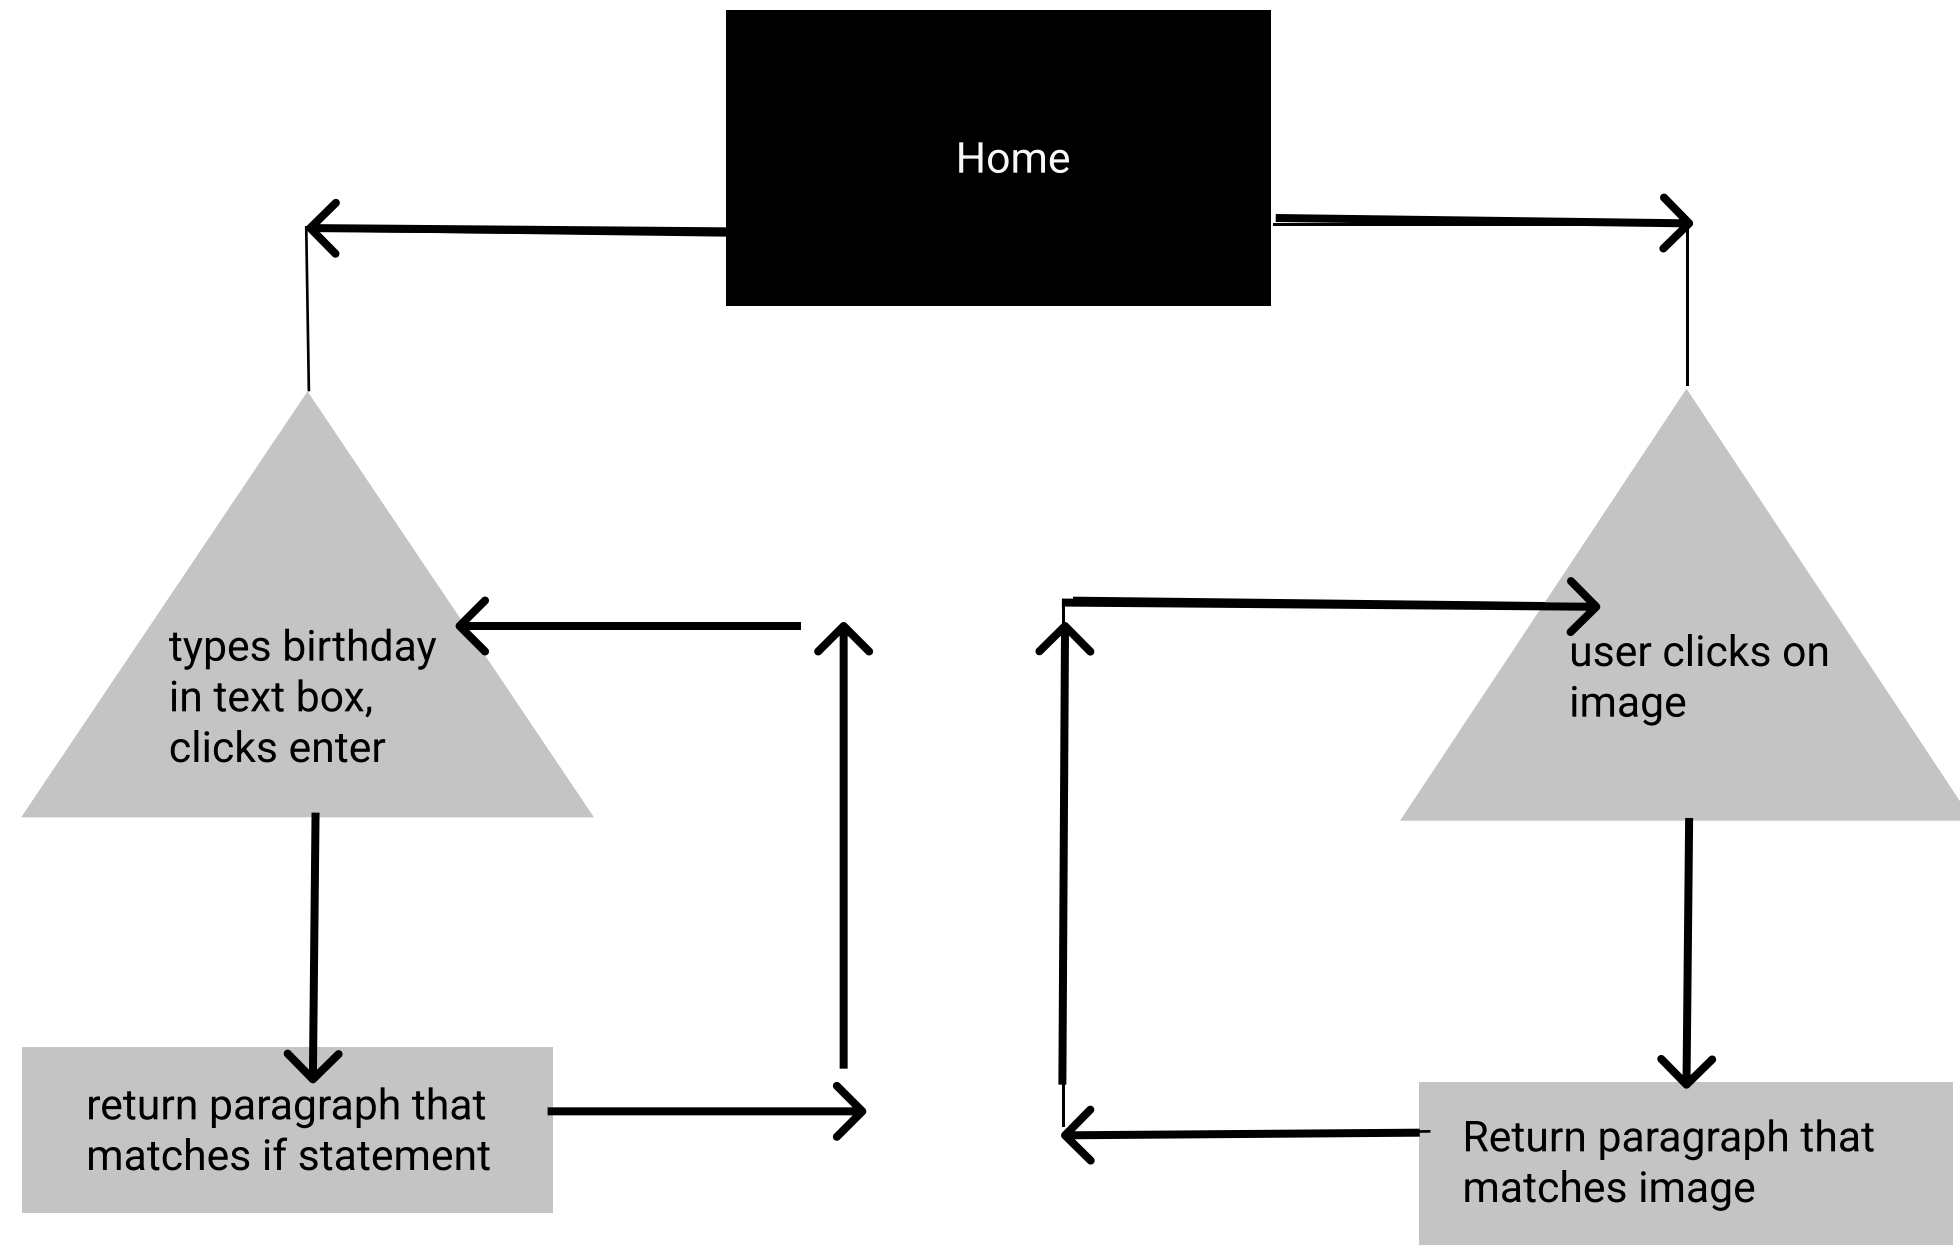 Home
types birthday
in text box,
clicks enter
user clicks on
image
return paragraph that
matches if statement
Return paragraph that
matches image